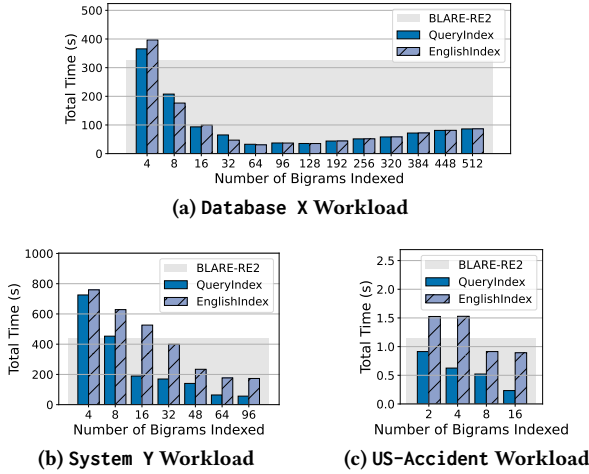 500
400
300
200
100
0
Total Time (s)
BLARE-RE2
QueryIndex
EnglishIndex
4 8 16 32 64 96 128 192 256 320 384 448 512
Number of Bigrams Indexed
(a) Database X Workload
1000
800
600
400
200
0
Total Time (s)
BLARE-RE2
QueryIndex
EnglishIndex
4 8 16 32 48 64 96
Number of Bigrams Indexed
(b) System Y Workload
2.5
2.0
1.5
1.0
0.5
0.0
Total Time (s)
BLARE-RE2
QueryIndex
EnglishIndex
2 4 8 16
Number of Bigrams Indexed
(c) US-Accident Workload